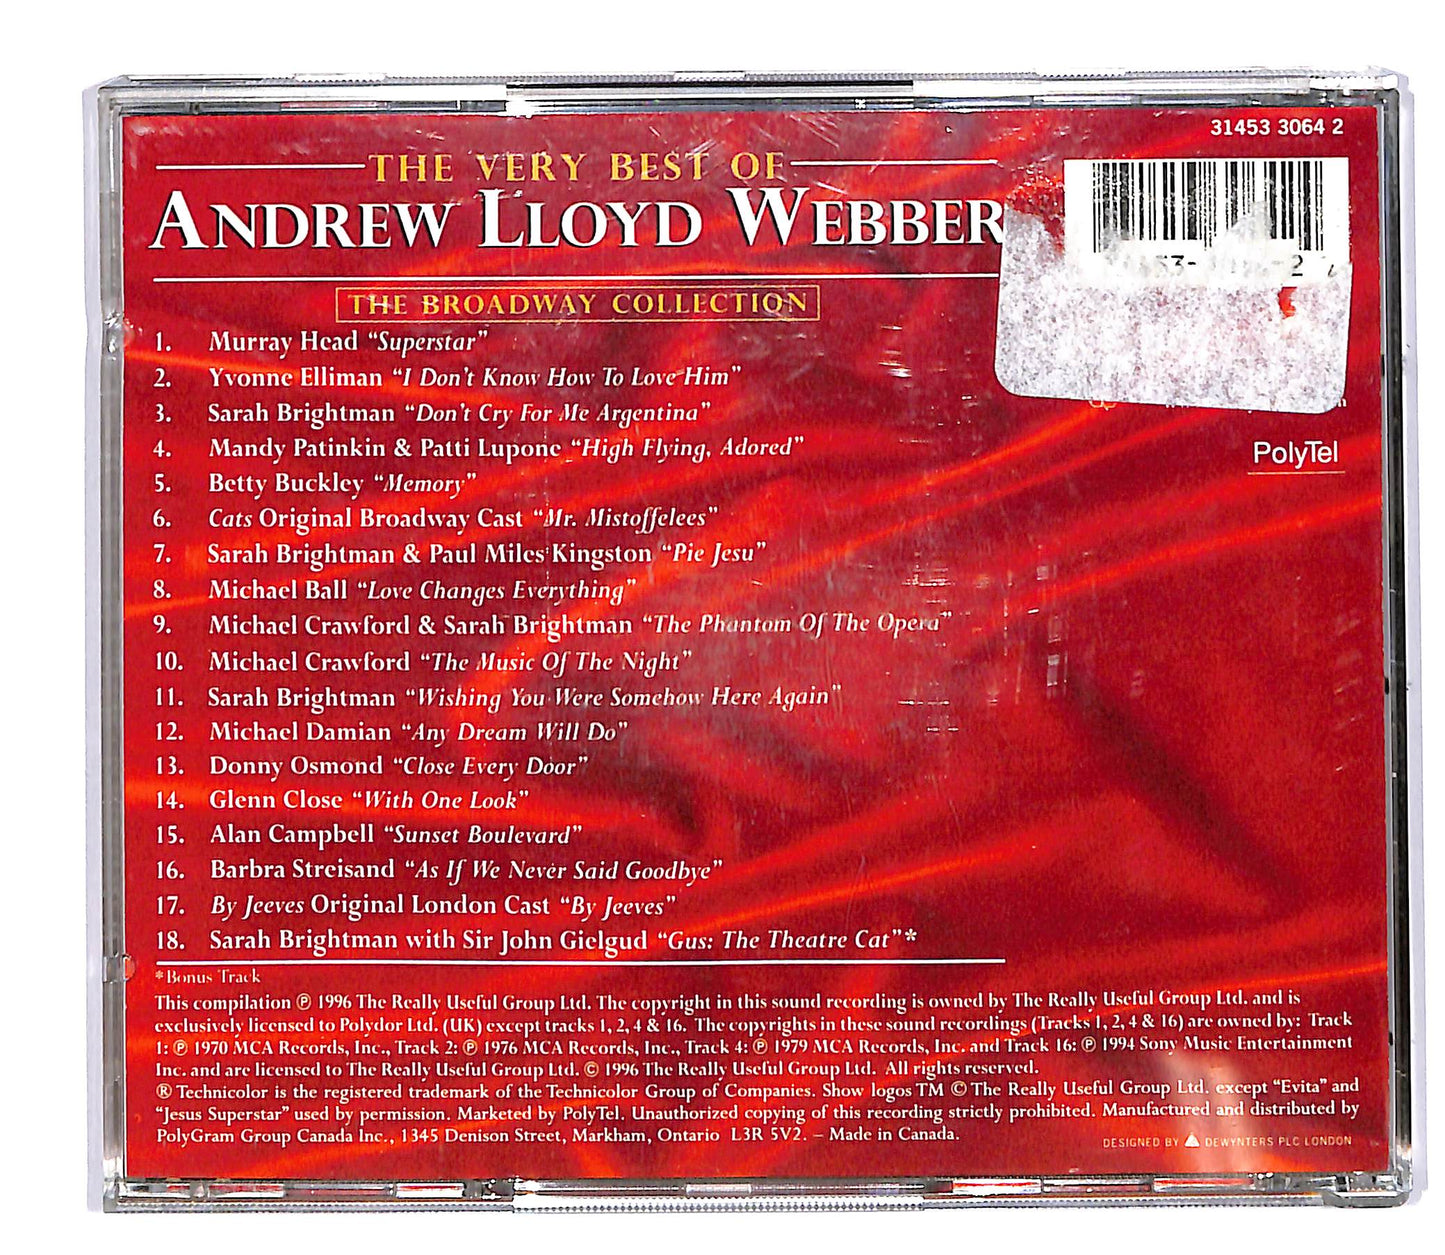 31453 3064 2
THE VERY BEST OF
ANDREW LLOYD WEBBER
THE BROADWAY COLLECTION
1. Murray Head “Superstar”
2. Yvonne Elliman “I Don't Know How To Love Him”
3. Sarah Brightman “Don't Cry For Me Argentina”
4. Mandy Patinkin & Patti Lupone “High Flying, Adored”
PolyTel
5. Betty Buckley “Memory”
6. Cats Original Broadway Cast “Mr. Mistoffelees”
7. Sarah Brightman & Paul Miles Kingston “Pie Jesu”
8. Michael Ball “Love Changes Everything”
9. Michael Crawford & Sarah Brightman “The Phantom Of The Opera”
10. Michael Crawford “The Music Of The Night”
11. Sarah Brightman “Wishing You Were Somehow Here Again”
12. Michael Damian “Any Dream Will Do”
13. Donny Osmond “Close Every Door”
14. Glenn Close “With One Look”
15. Alan Campbell “Sunset Boulevard”
16. Barbra Streisand “As If We Never Said Goodbye”
17. By Jeeves Original London Cast “By Jeeves”
18. Sarah Brightman with Sir John Gielgud “Gus: The Theatre Cat”*
*Bonus Track
This compilation ℗ 1996 The Really Useful Group Ltd. The copyright in this sound recording is owned by The Really Useful Group Ltd. and is
exclusively licensed to Polydor Ltd. (UK) except tracks 1, 2, 4 & 16. The copyrights in these sound recordings (Tracks 1, 2, 4 & 16) are owned by: Track
1: ℗ 1970 MCA Records, Inc., Track 2: ℗ 1976 MCA Records, Inc., Track 4: ℗ 1979 MCA Records, Inc. and Track 16: ℗ 1994 Sony Music Entertainment
Inc. and are licensed to The Really Useful Group Ltd. © 1996 The Really Useful Group Ltd. All rights reserved.
® Technicolor is the registered trademark of the Technicolor Group of Companies. Show logos TM © The Really Useful Group Ltd. except “Evita” and
“Jesus Superstar” used by permission. Marketed by PolyTel. Unauthorized copying of this recording strictly prohibited. Manufactured and distributed by
PolyGram Group Canada Inc., 1345 Denison Street, Markham, Ontario L3R 5V2. – Made in Canada.
DESIGNED BY DEWYNTERS PLC LONDON